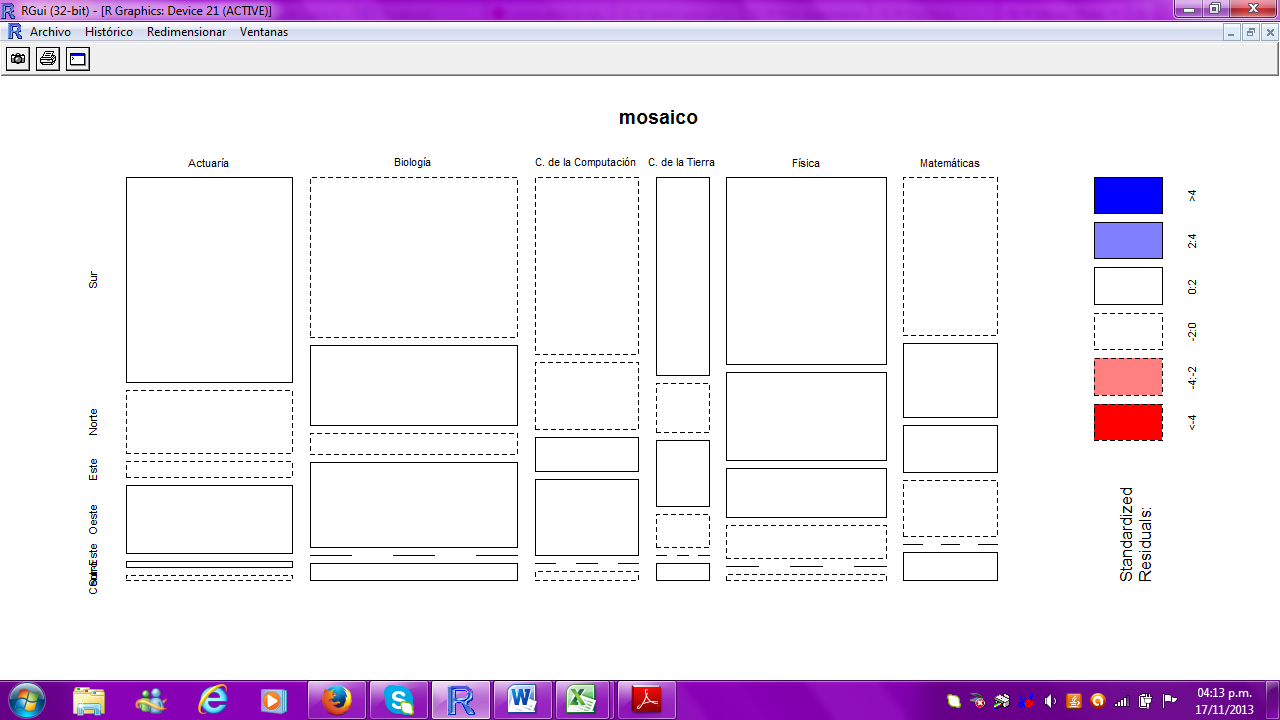 RGui (32-bit) - [R Graphics: Device 21 (ACTIVE)]
Archivo Histórico Redimensionar Ventanas
mosaico
Actuaría Biología C. de la Computación C. de la Tierra Física Matemáticas
Sur
Norte
Este
Oeste
>4
2:4
0:2
-2:0
-4:-2
<-4
Standardized
Residuals:
04:13 p.m.
17/11/2013